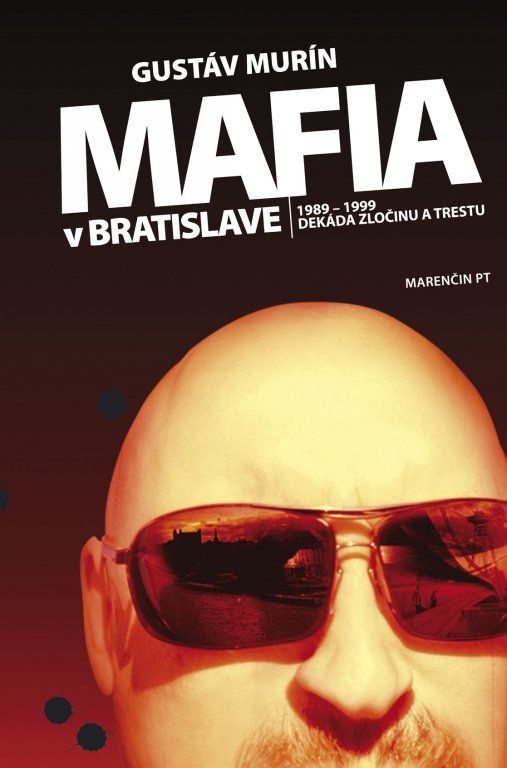 GUSTÁV MURÍN
MAFIA
v BRATISLAVE
1989 – 1999
DEKÁDA ZLOČINU A TRESTU
MARENČIN PT